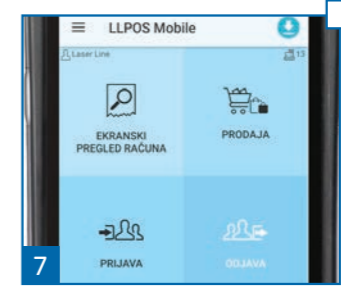 LLPOS Mobile
Laser Line
13
EKRANSKI
PREGLED RAČUNA
PRODAJA
PRIJAVA
ODJAVA
7